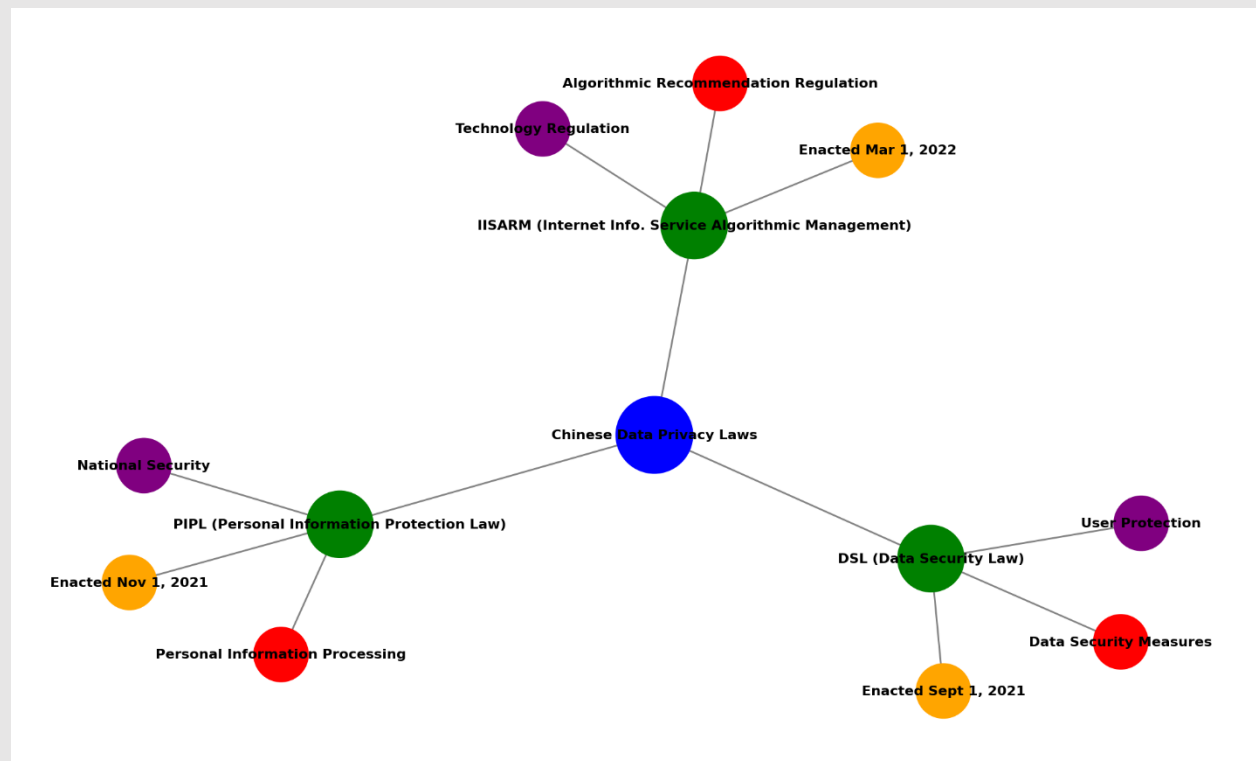 Algorithmic Recommendation Regulation
Technology Regulation
Enacted Mar 1, 2022
IISARM (Internet Info. Service Algorithmic Management)
Chinese Data Privacy Laws
National Security
PIPL (Personal Information Protection Law)
Enacted Nov 1, 2021
Personal Information Processing
User Protection
DSL (Data Security Law)
Data Security Measures
Enacted Sept 1, 2021